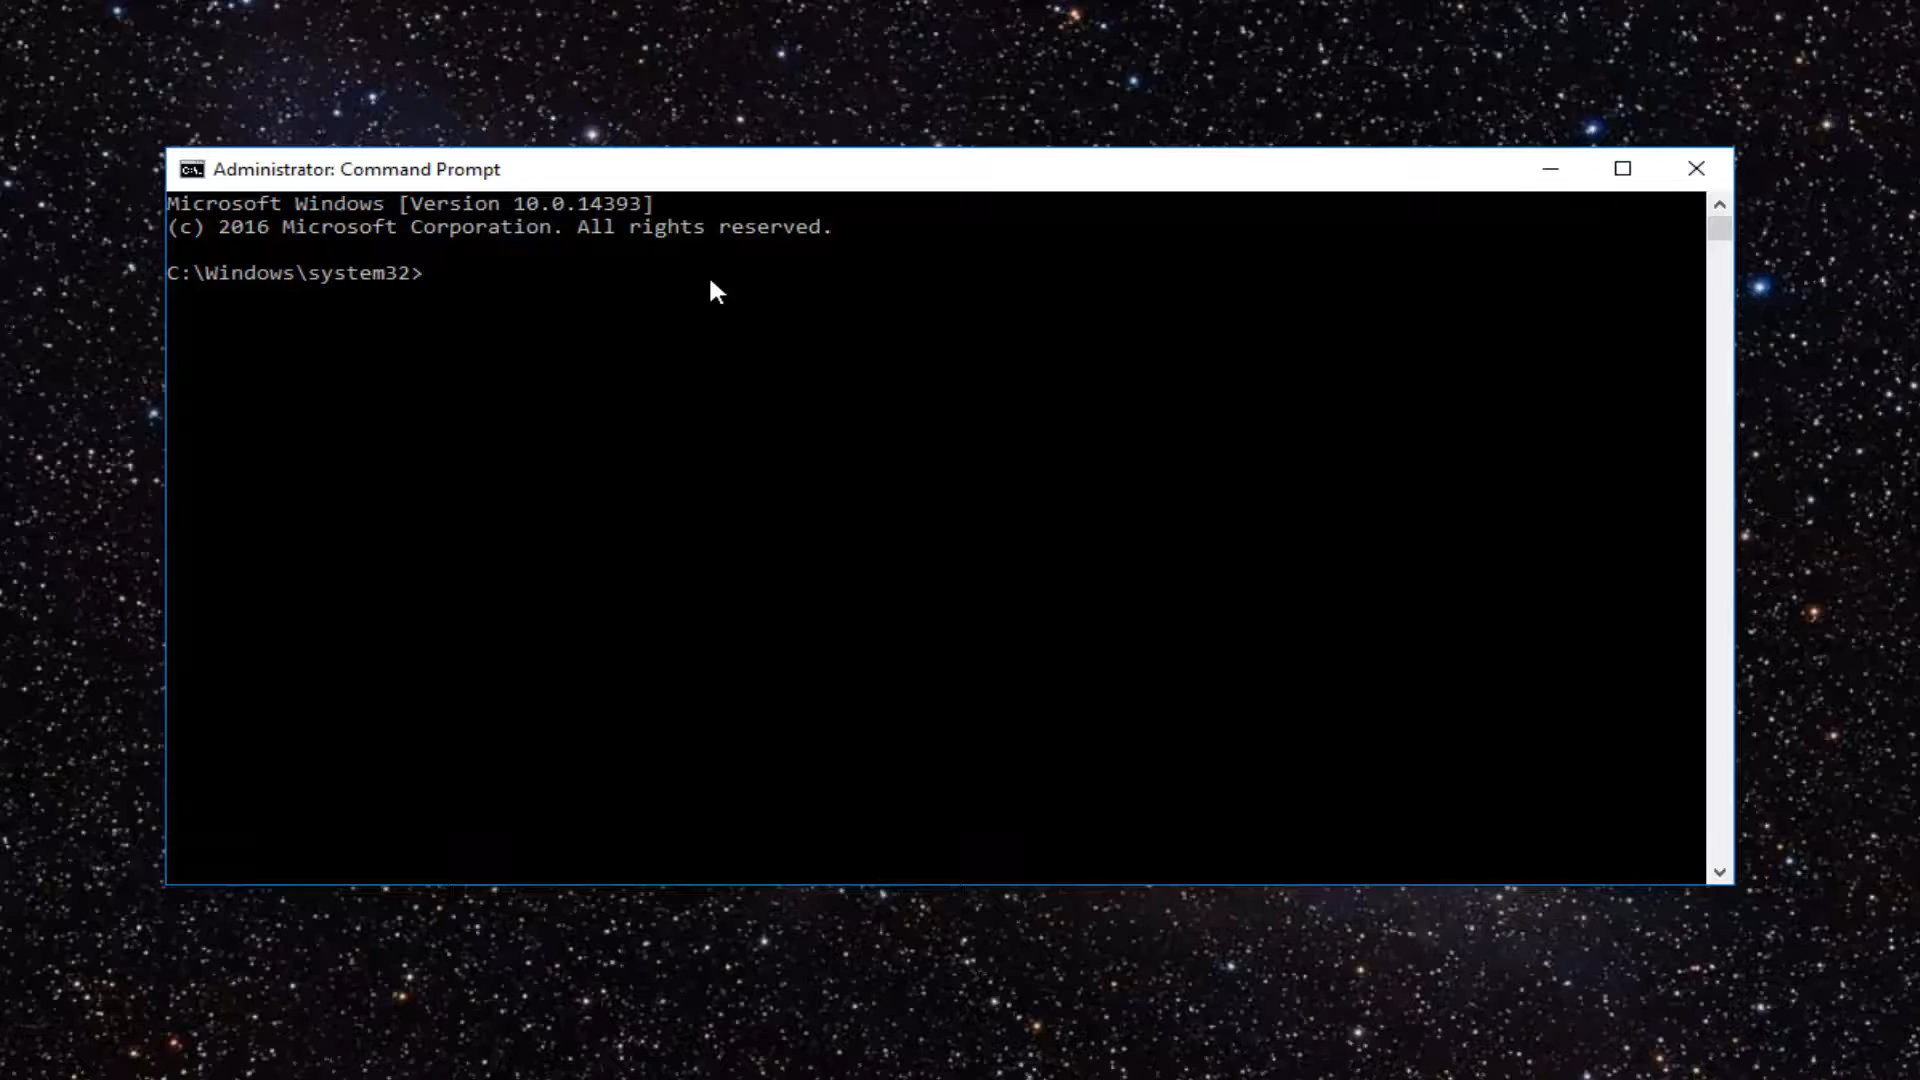 Administrator: Command Prompt
Microsoft Windows [Version 10.0.14393]
(c) 2016 Microsoft Corporation. All rights reserved.
C:\Windows\system32>